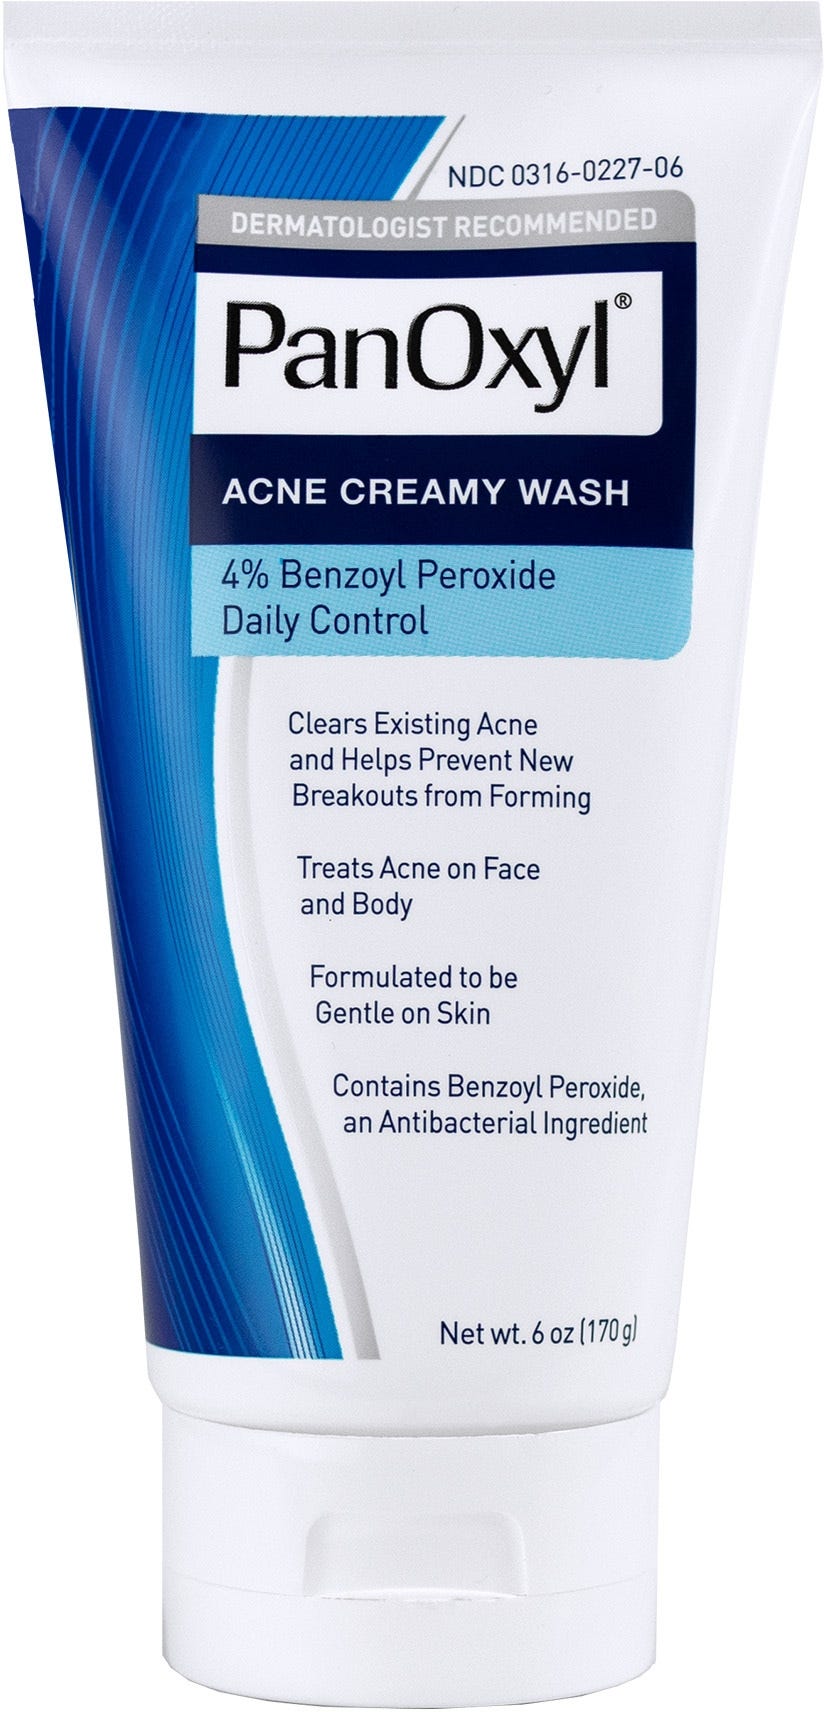 NDC 0316-0227-06
DERMATOLOGIST RECOMMENDED
PanOxyl®
ACNE CREAMY WASH
4% Benzoyl Peroxide
Daily Control
Clears Existing Acne
and Helps Prevent New
Breakouts from Forming
Treats Acne on Face
and Body
Formulated to be
Gentle on Skin
Contains Benzoyl Peroxide,
an Antibacterial Ingredient
Net wt. 6 oz (170 g)